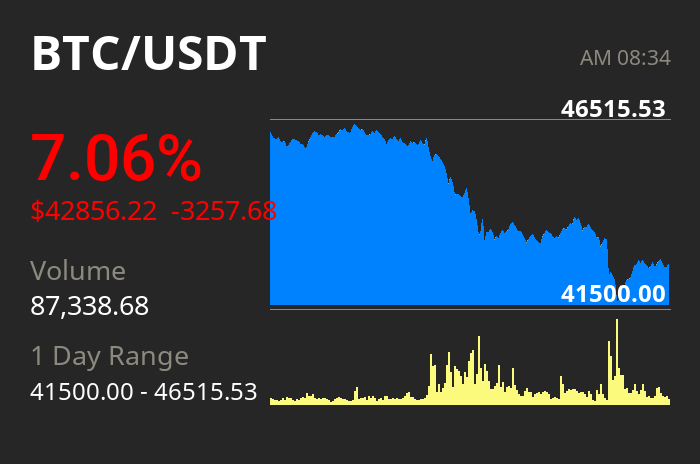 BTC/USDT
AM 08:34
46515.53
7.06%
$42856.22 -3257.68
Volume
87,338.68
41500.00
1 Day Range
41500.00 - 46515.53